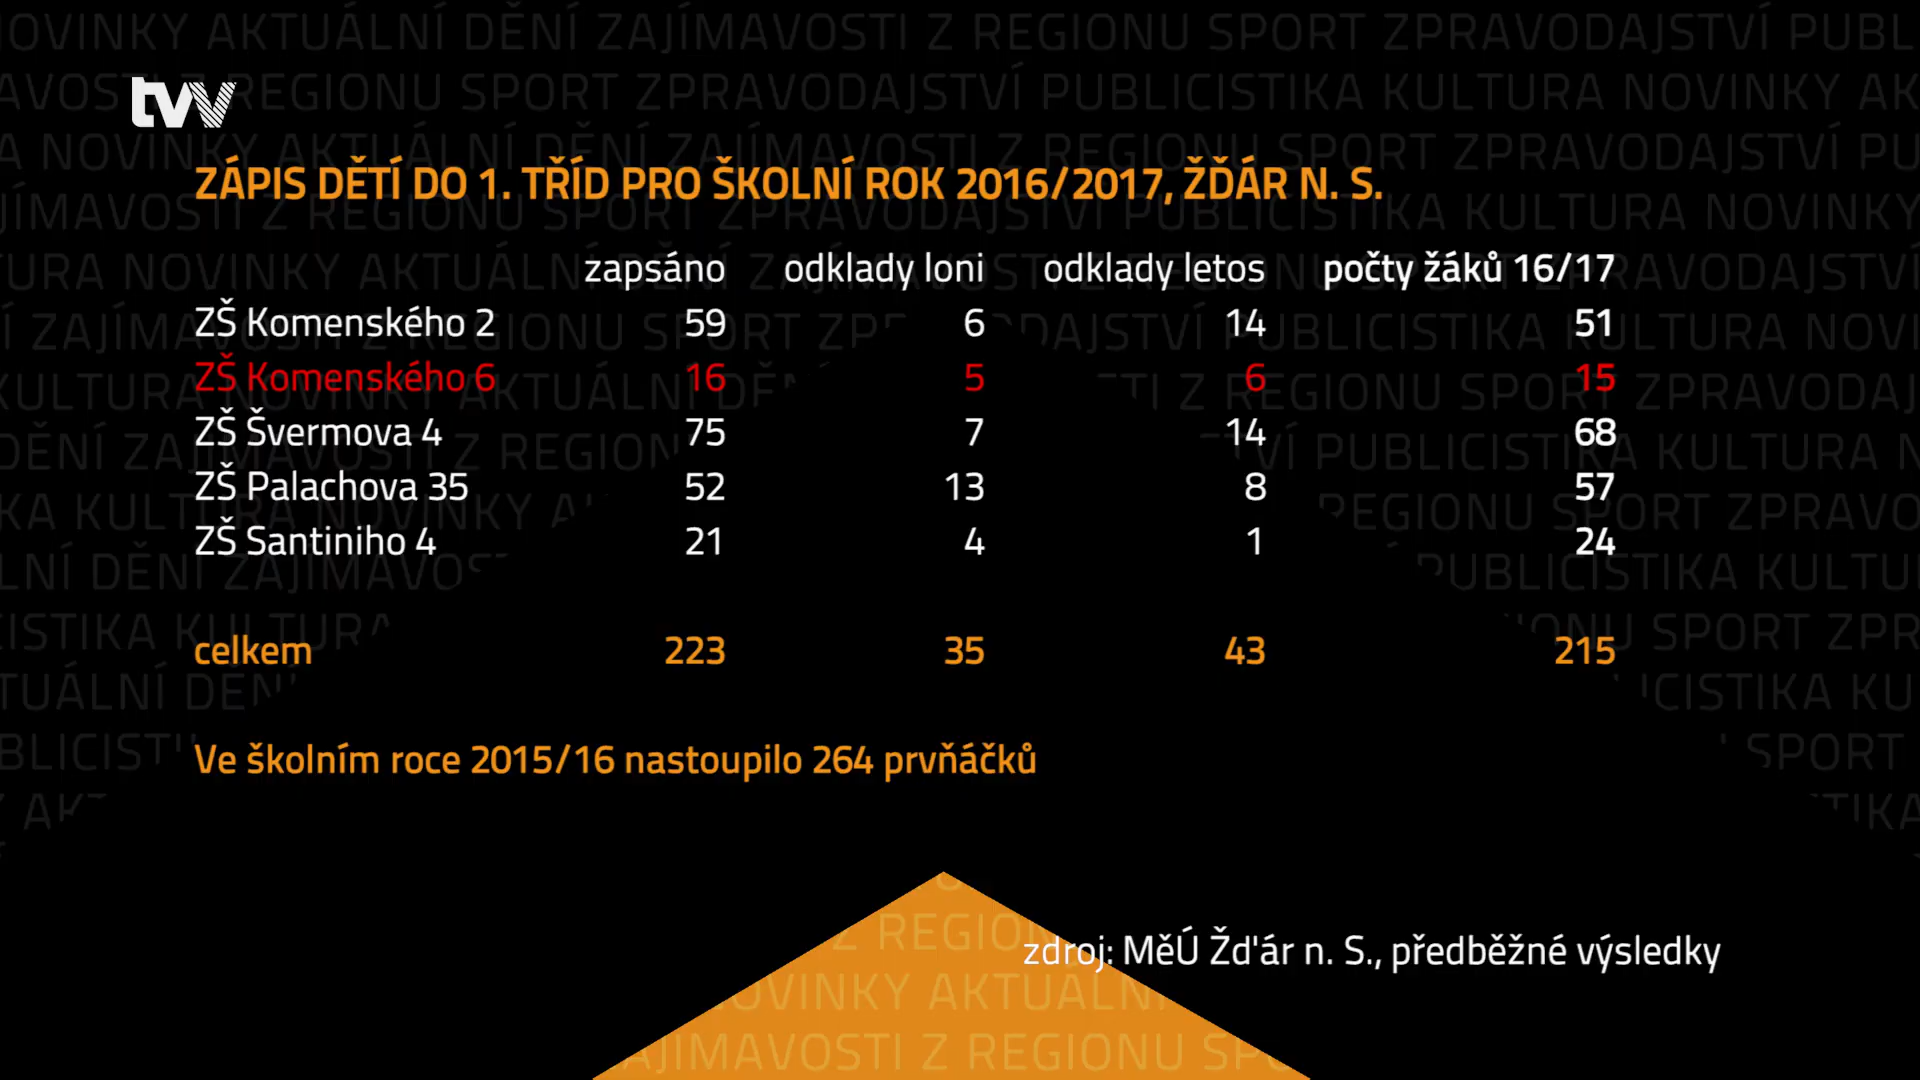 tvv
ZÁPIS DĚTÍ DO 1. TŘÍD PRO ŠKOLNÍ ROK 2016/2017, ŽĎÁR N. S.
zapsáno odklady loni odklady letos počty žáků 16/17
ZŠ Komenského 2 59 6 14 51
ZŠ Komenského 6 16 5 6 15
ZŠ Švermova 4 75 7 14 68
ZŠ Palachova 35 52 13 8 57
ZŠ Santiniho 4 21 4 1 24
celkem 223 35 43 215
Ve školním roce 2015/16 nastoupilo 264 prvňáčků
zdroj: MěÚ Žd'ár n. S., předběžné výsledky